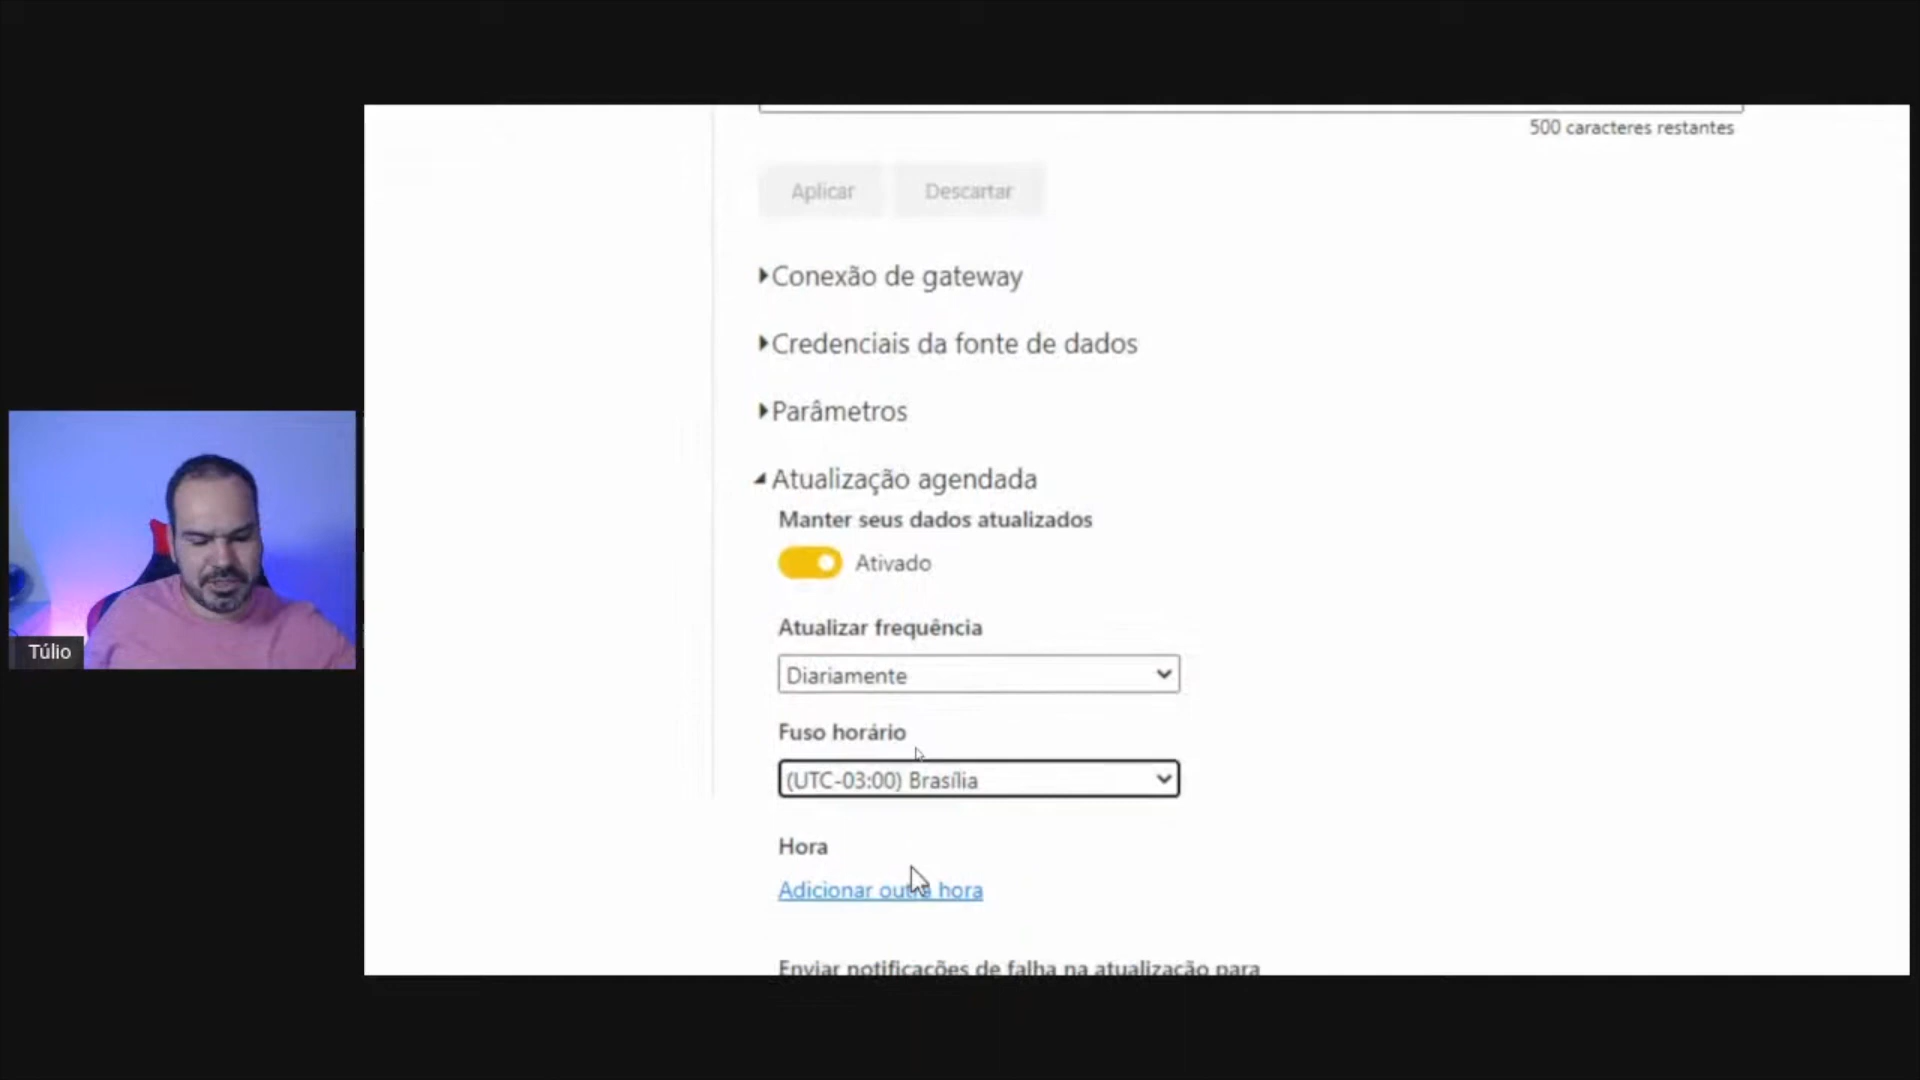 500 caracteres restantes
Aplicar
Descartar
Conexão de gateway
Credenciais da fonte de dados
Parâmetros
Atualização agendada
Manter seus dados atualizados
Ativado
Atualizar frequência
Diariamente
Fuso horário
(UTC-03:00) Brasília
Hora
Adicionar outra hora
Enviar notificações de falha na atualização para
Túlio